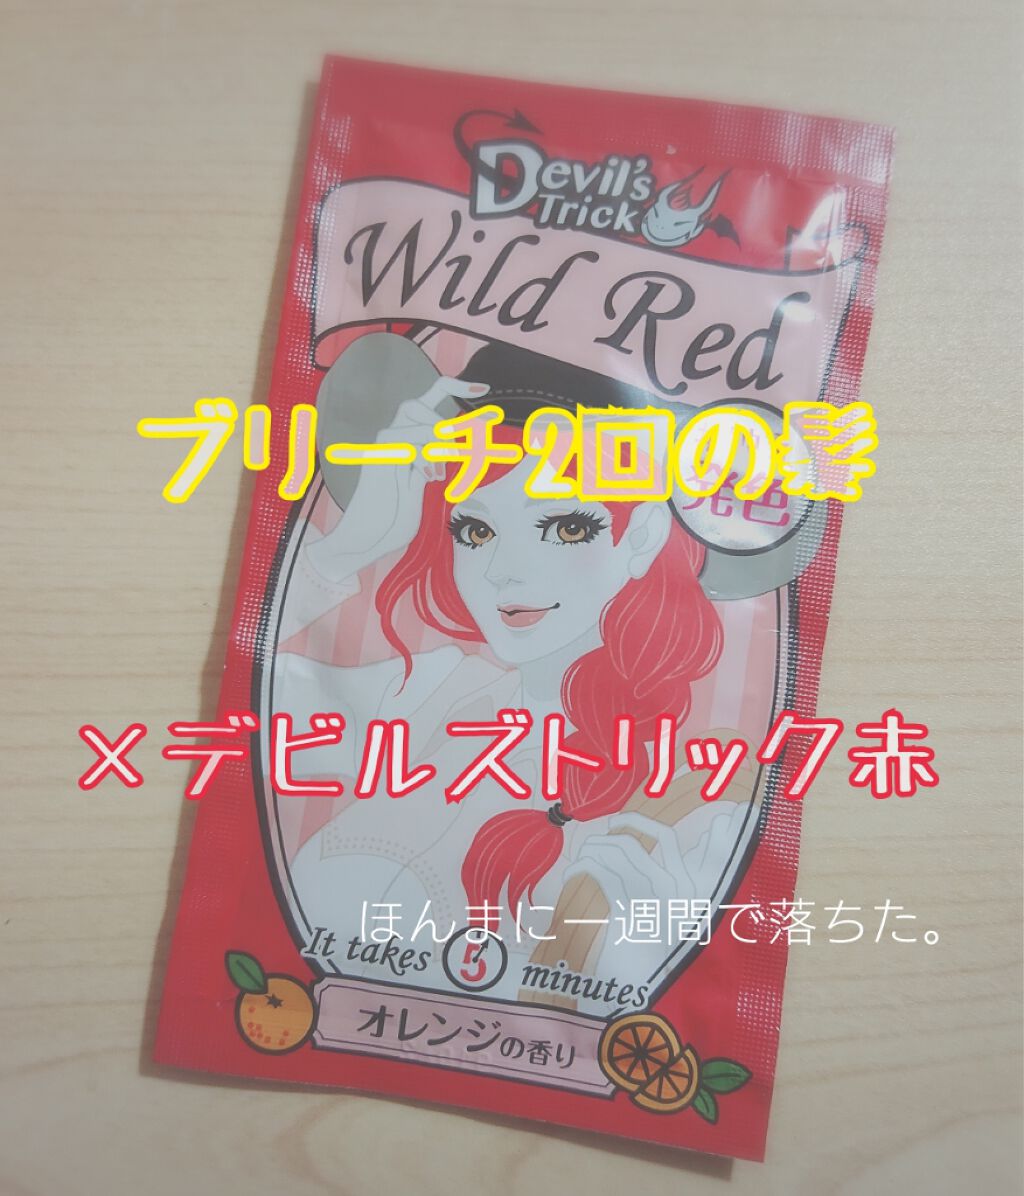 Devil's
Trick
Wild Red
ブリーチ2回の髪
発色
×デビルズトリック赤
ほんまに一週間で落ちた。
It takes 5 minutes
オレンジの香り